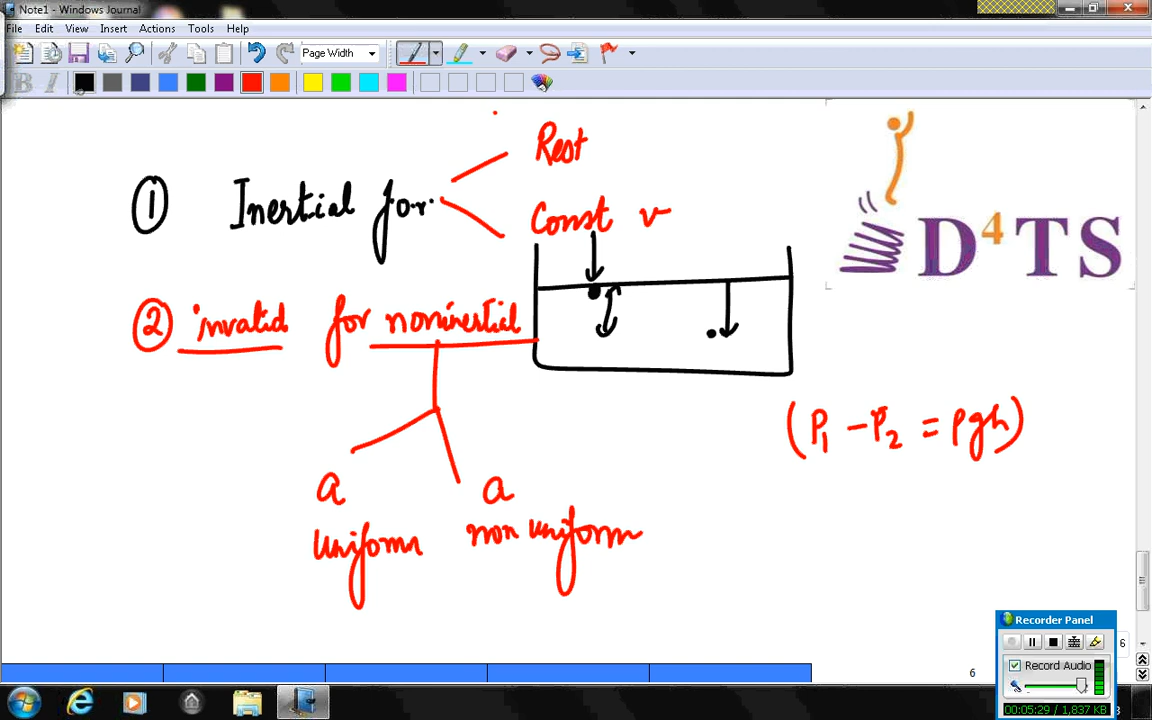 Note1 - Windows Journal
File Edit View Insert Actions Tools Help
Page Width
B I
Rest
① Inertial for.
Const v
D⁴TS
② invalid for noninertial
(P₁ - P₂ = ρgh)
a a
Uniform non uniform
Recorder Panel
6
Record Audio
6
00:05:29 / 1,837 KB